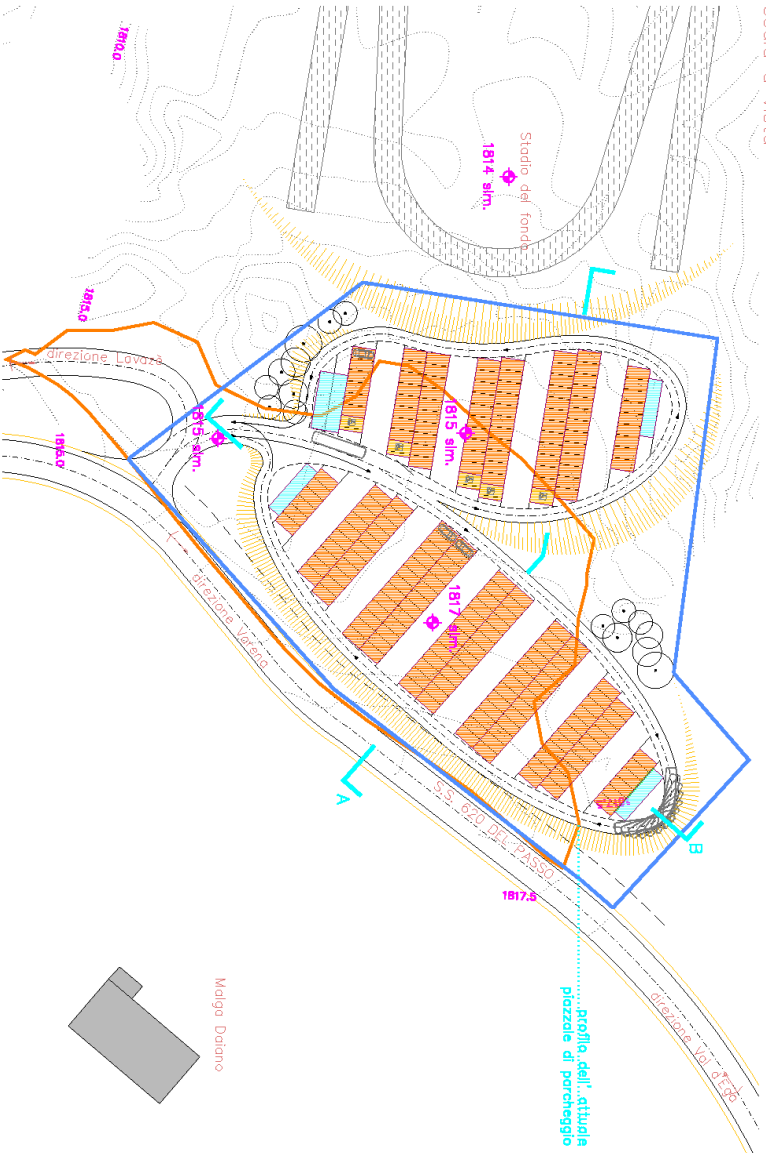 1810.0
Stadio del fondo
1814 slm.
1815.0
direzione Lavazè
1815 slm.
1815 slm.
1816.0
direzione Varena
1817 slm.
A
B
S.S. 620 DEL PASSO
1817.5
Malga Daiano
direzione Val d'Ega
profilo dell' attuale
piazzale di parcheggio